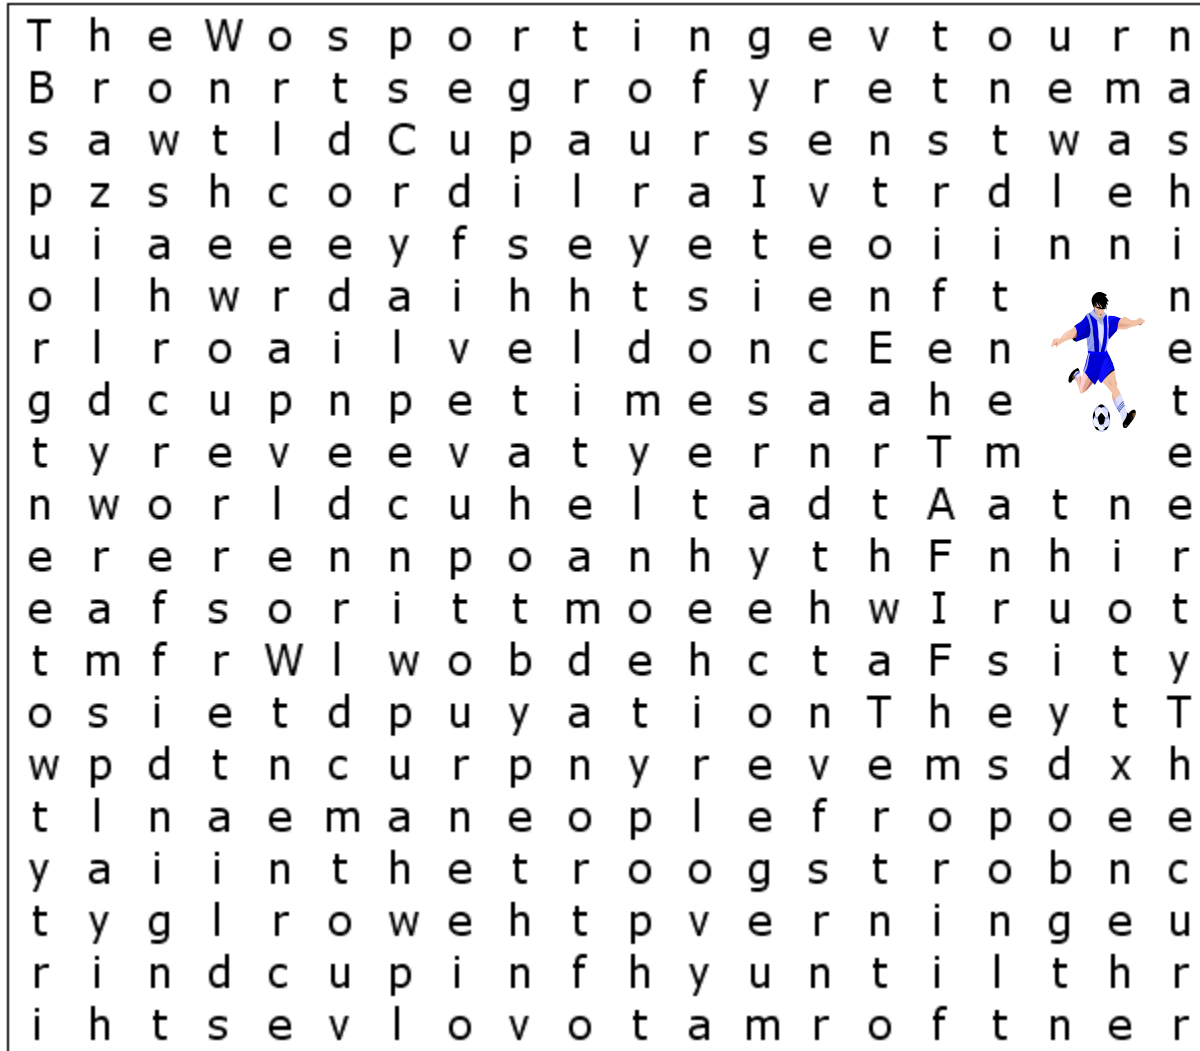 T h e W o s p o r t i n g e v t o u r n
B r o n r t s e g r o f y r e t n e m a
s a w t l d C u p a u r s e n s t w a s
p z s h c o r d i l r a I v t r d l e h
u i a e e e y f s e y e t e o i i n n i
o l h w r d a i h h t s i e n f t n
r l r o a i l v e l d o n c E e n e
g d c u p n p e t i m e s a a h e t
t y r e v e e v a t y e r n r T m e
n w o r l d c u h e l t a d t A a t n e
e r e r e n n p o a n h y t h F n h i r
e a f s o r i t t m o e e h w I r u o t
t m f r W l w o b d e h c t a F s i t y
o s i e t d p u y a t i o n T h e y t T
w p d t n c u r p n y r e v e m s d x h
t l n a e m a n e o p l e f r o p o e e
y a i i n t h e t r o o g s t r o b n c
t y g l r o w e h t p v e r n i n g e u
r i n d c u p i n f h y u n t i l t h r
i h t s e v l o v o t a m r o f t n e r